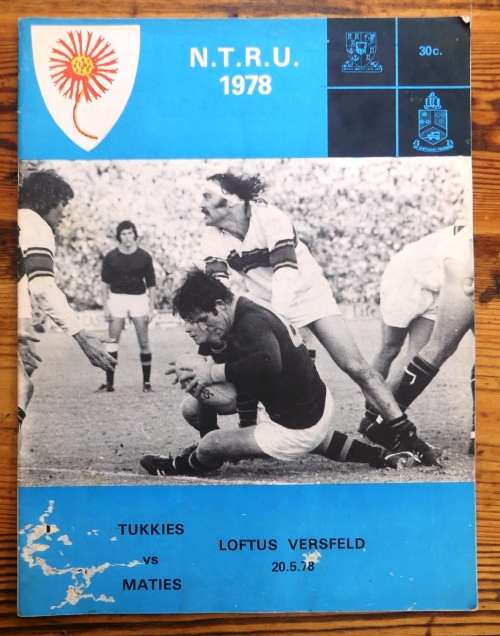 N.T.R.U.
1978
30c.
TUKKIES
vs
MATIES
LOFTUS VERSFELD
20.5.78